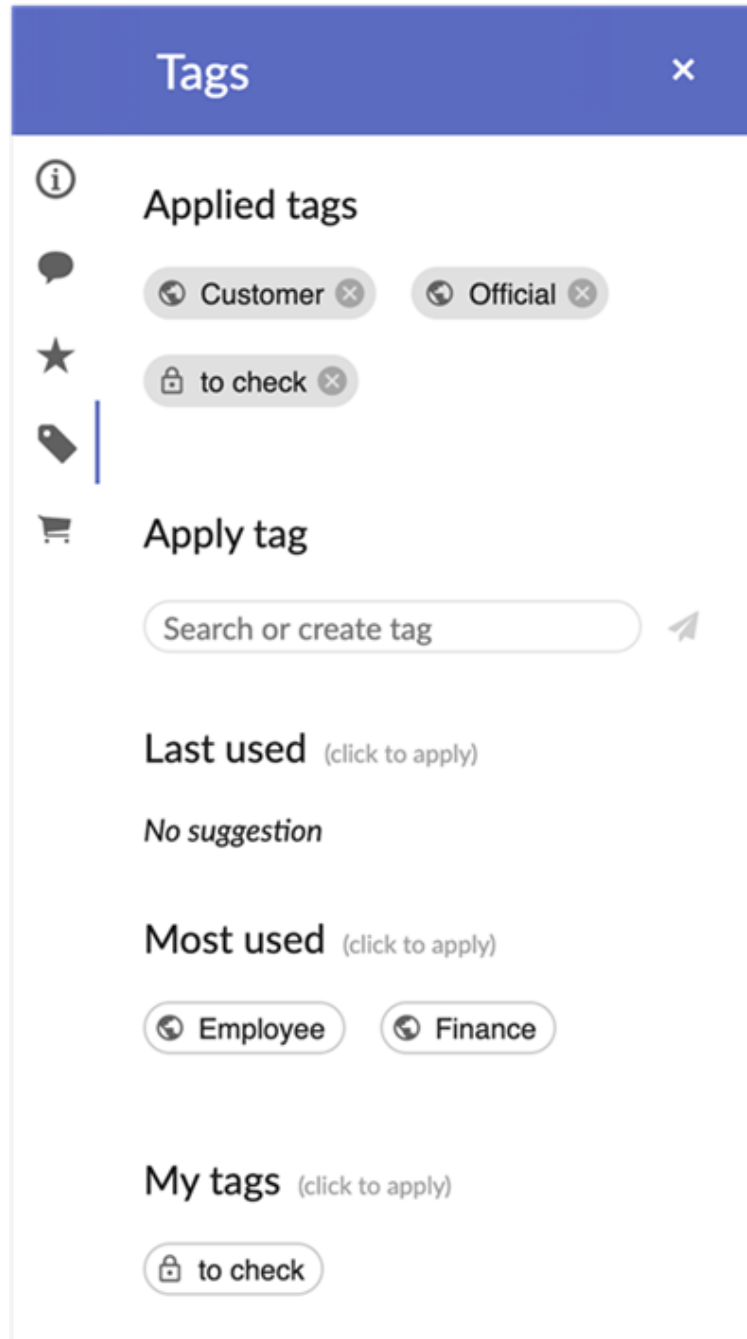 Tags
Applied tags
Customer Official
to check
Apply tag
Search or create tag
Last used (click to apply)
No suggestion
Most used (click to apply)
Employee Finance
My tags (click to apply)
to check